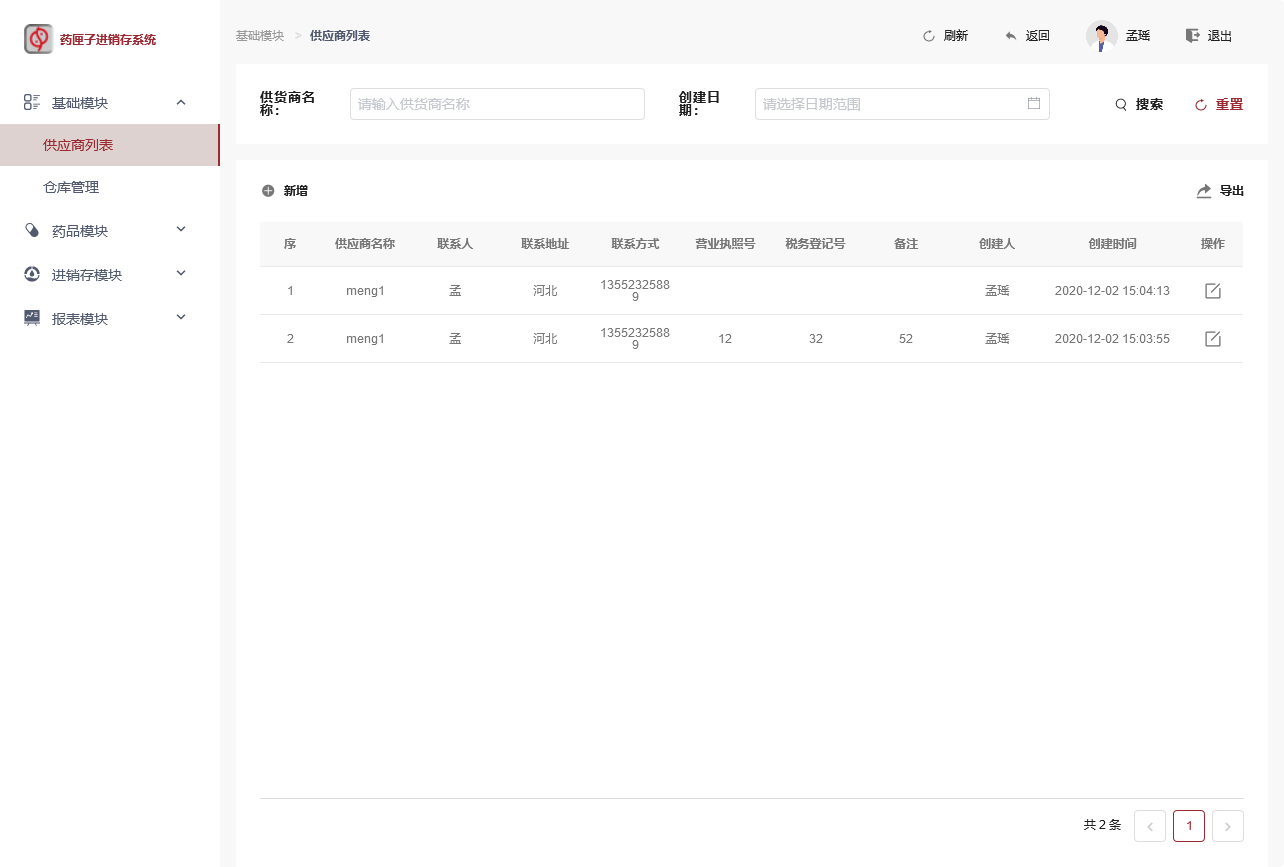 药匣子进销存系统
基础模块
供应商列表
仓库管理
药品模块
进销存模块
报表模块
基础模块 > 供应商列表
刷新 返回 孟瑶 退出
供货商名
称：
请输入供货商名称
创建日
期：
请选择日期范围
搜索 重置
新增
导出
序 供应商名称 联系人 联系地址 联系方式 营业执照号 税务登记号 备注 创建人 创建时间 操作
1 meng1 孟 河北 1355232588
9 孟瑶 2020-12-02 15:04:13
2 meng1 孟 河北 1355232588
9 12 32 52 孟瑶 2020-12-02 15:03:55
共 2 条 < 1 >